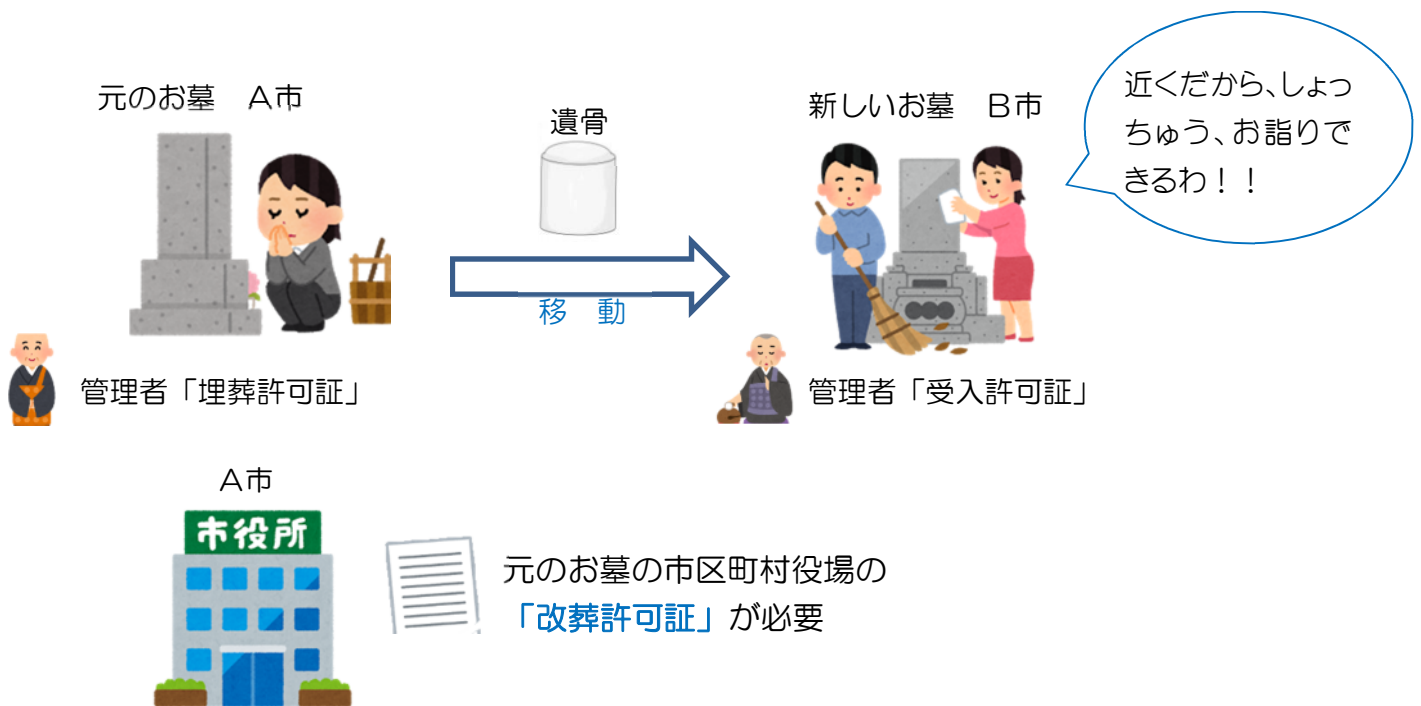 元のお墓　A市
遺骨
新しいお墓　B市
近くだから、しょっ
ちゅう、お詣りで
きるわ！！
移　動
管理者「埋葬許可証」
管理者「受入許可証」
A市
市役所
元のお墓の市区町村役場の
「改葬許可証」が必要